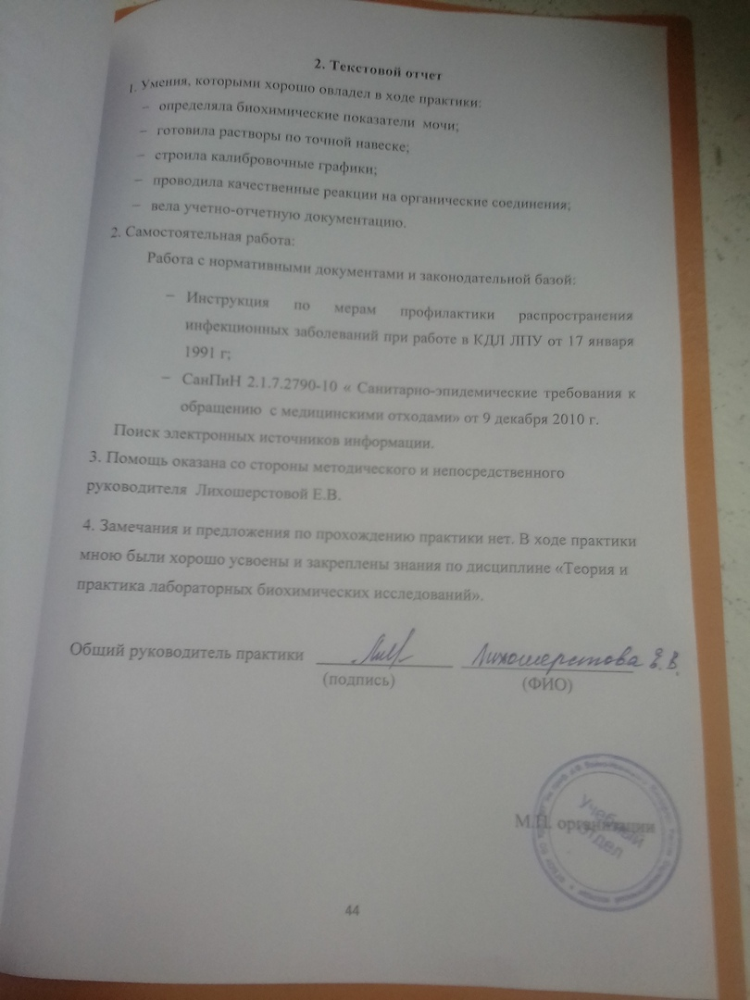 2. Текстовой отчет
1. Умения, которыми хорошо овладел в ходе практики:
– определяла биохимические показатели мочи;
– готовила растворы по точной навеске;
– строила калибровочные графики;
– проводила качественные реакции на органические соединения;
– вела учетно-отчетную документацию.
2. Самостоятельная работа:
Работа с нормативными документами и законодательной базой:
– Инструкция по мерам профилактики распространения
инфекционных заболеваний при работе в КДЛ ЛПУ от 17 января
1991 г;
– СанПиН 2.1.7.2790-10 « Санитарно-эпидемические требования к
обращению с медицинскими отходами» от 9 декабря 2010 г.
Поиск электронных источников информации.
3. Помощь оказана со стороны методического и непосредственного
руководителя Лихошерстовой Е.В.
4. Замечания и предложения по прохождению практики нет. В ходе практики
мною были хорошо усвоены и закреплены знания по дисциплине «Теория и
практика лабораторных биохимических исследований».
Общий руководитель практики Лихошерстова Е.В.
(подпись) (ФИО)
М.П. организации
Учебный
отдел
44